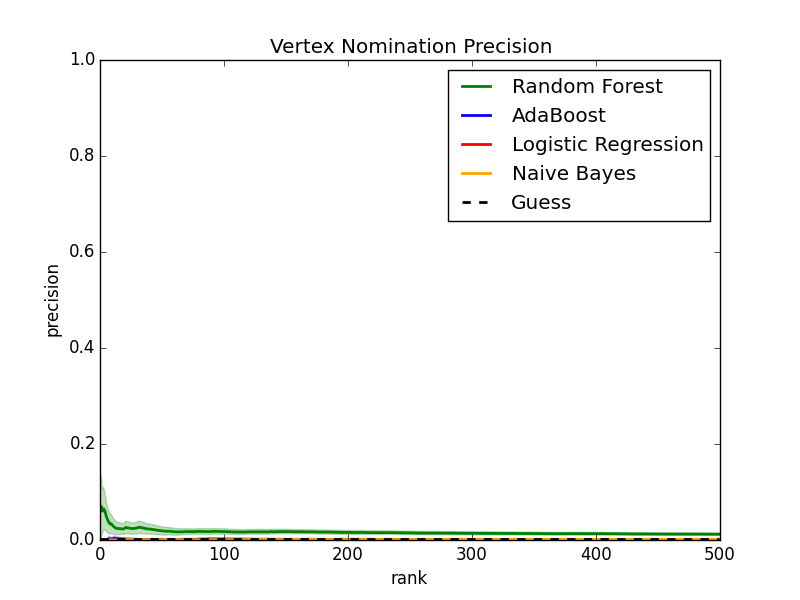 Vertex Nomination Precision
1.0
0.8
0.6
0.4
0.2
0.0
precision
Random Forest
AdaBoost
Logistic Regression
Naive Bayes
Guess
0 100 200 300 400 500
rank